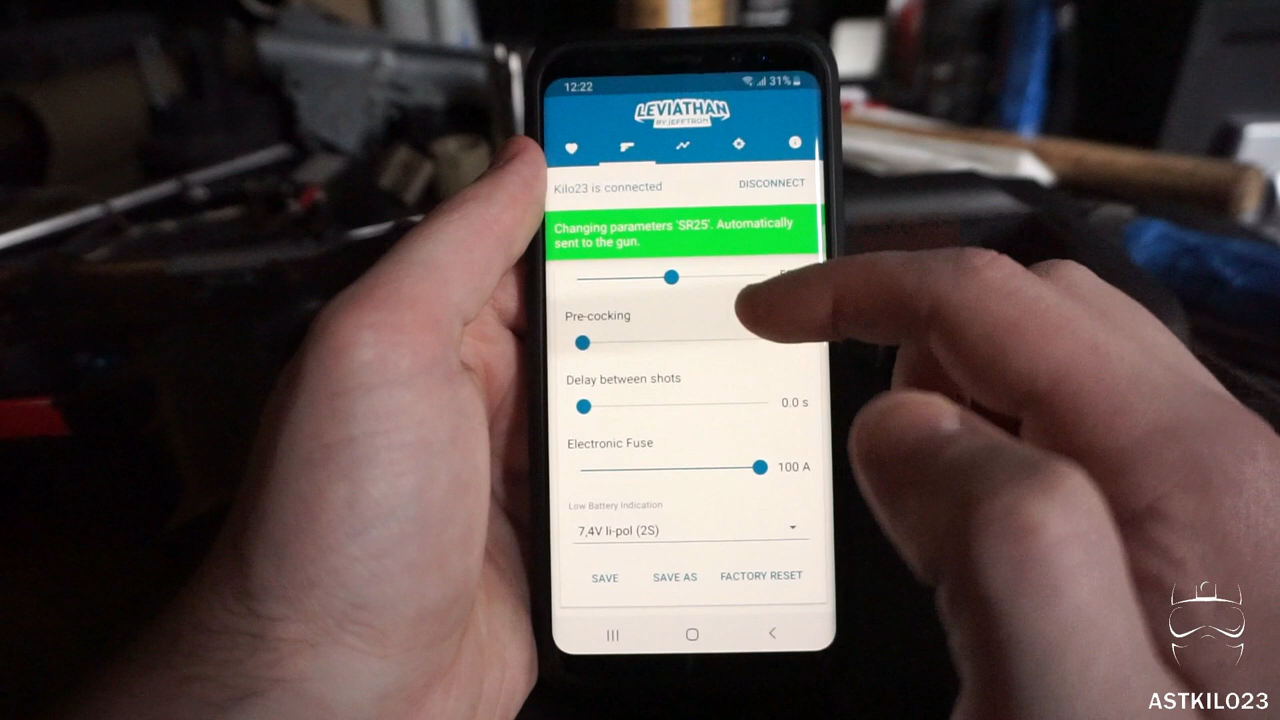 12:22
31%
LEVIATHAN
BY JEFFTRON
Kilo23 is connected
DISCONNECT
Changing parameters 'SR25'. Automatically
sent to the gun.
Pre-cocking
Delay between shots
0.0 s
Electronic Fuse
100 A
Low Battery Indication
7,4V li-pol (2S)
SAVE
SAVE AS
FACTORY RESET
ASTKILO23